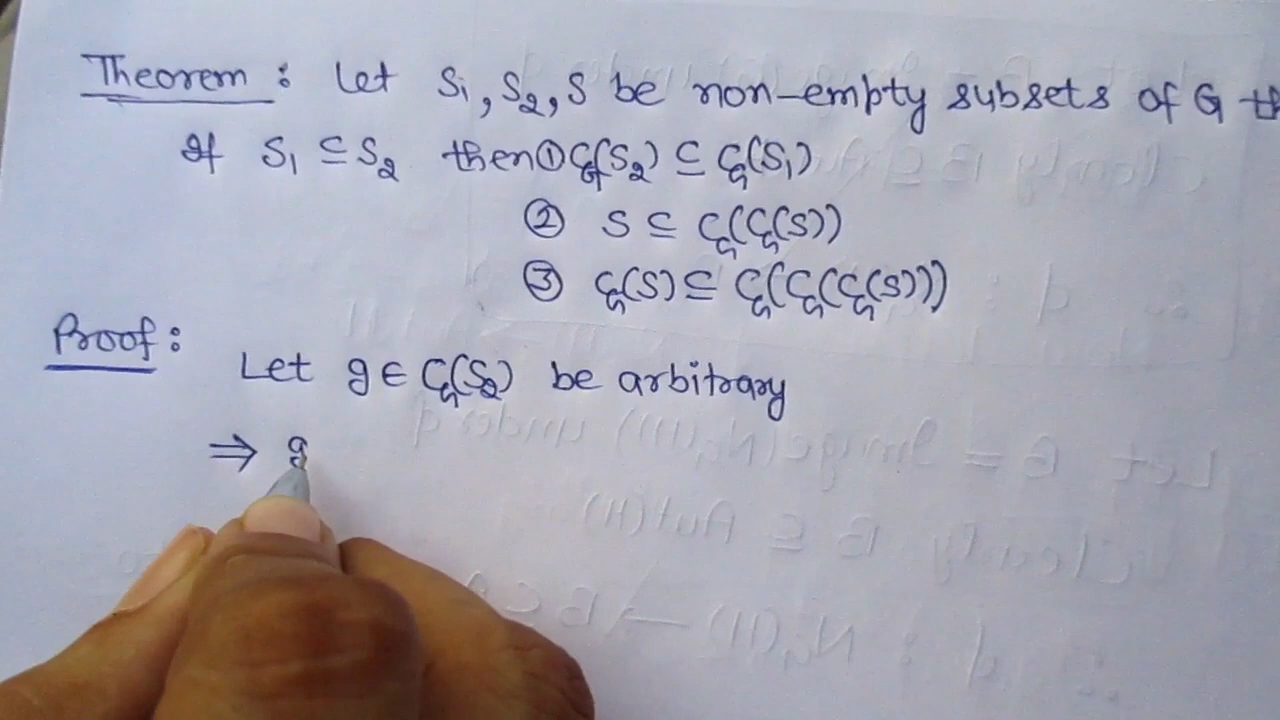 Theorem : Let S₁, S₂, S be non-empty subsets of G
If S₁ ⊆ S₂ then ① C_G(S₂) ⊆ C_G(S₁)
② S ⊆ C_G(C_G(S))
③ C_G(S) ⊆ C_G(C_G(C_G(S)))
Proof :
Let g ∈ C_G(S₂) be arbitrary
⇒ g